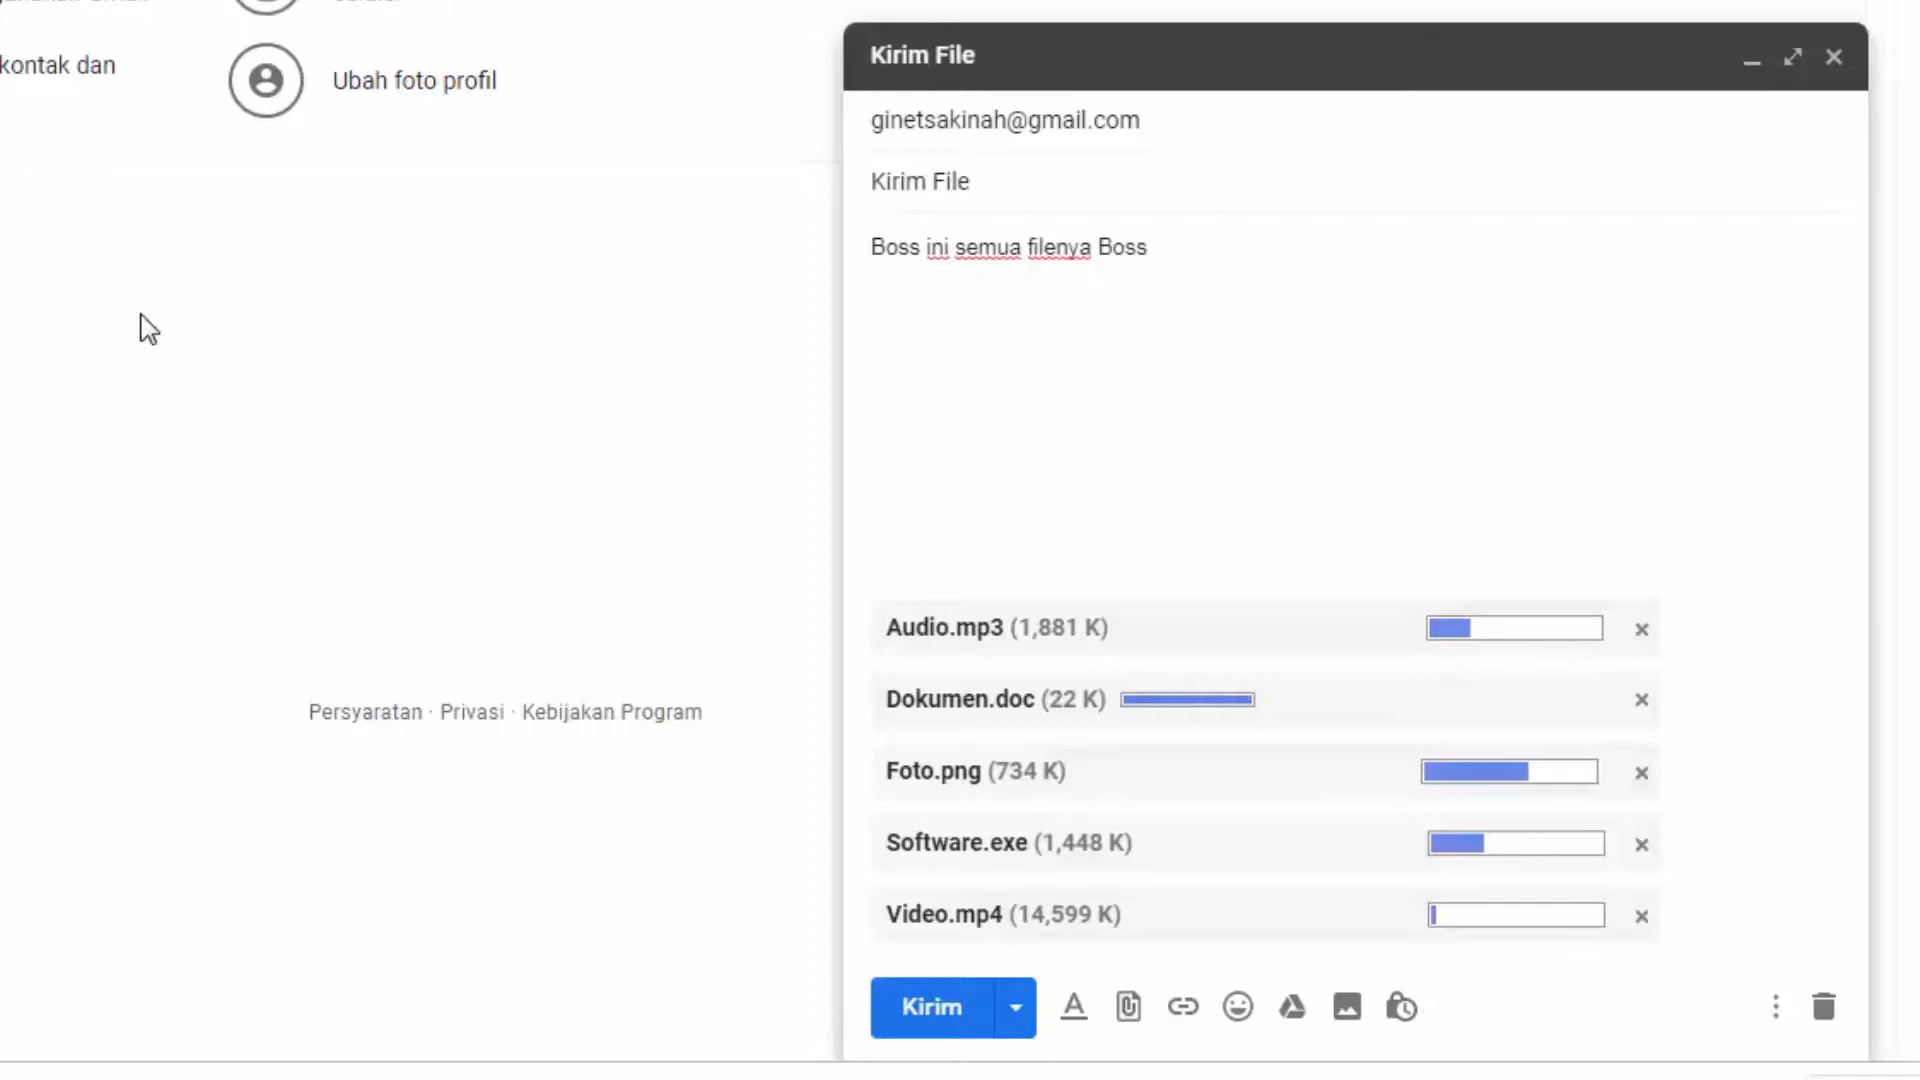 kontak dan
Ubah foto profil
Persyaratan · Privasi · Kebijakan Program
Kirim File
ginetsakinah@gmail.com
Kirim File
Boss ini semua filenya Boss
Audio.mp3 (1,881 K)
Dokumen.doc (22 K)
Foto.png (734 K)
Software.exe (1,448 K)
Video.mp4 (14,599 K)
Kirim